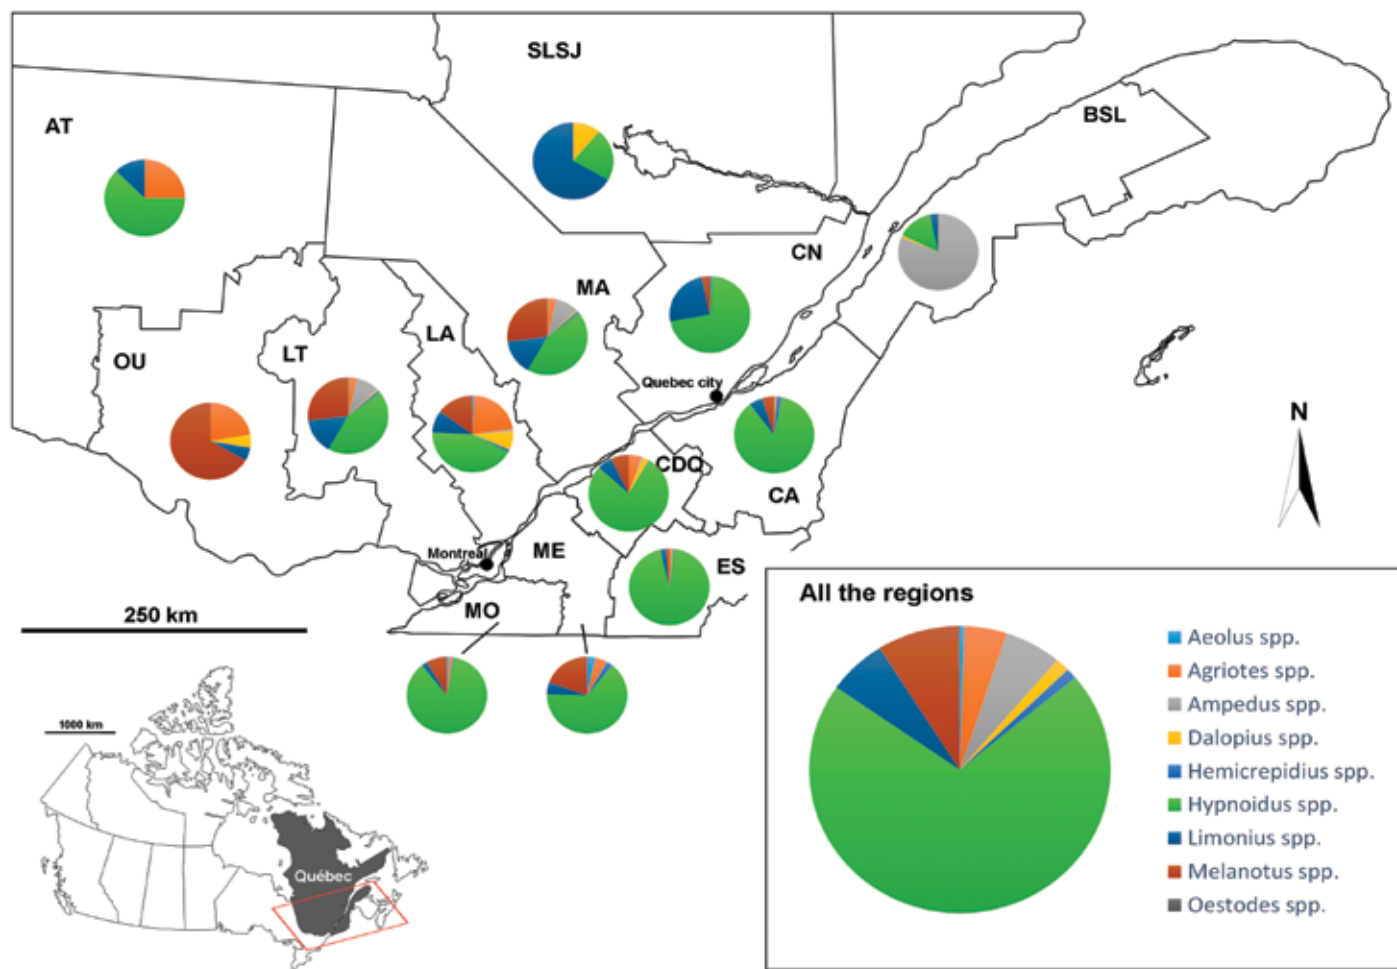 SLSJ
AT
BSL
CN
MA
LA
LT
OU
Quebec city
CDQ
CA
N
Montreal
ME
ES
MO
250 km
1000 km
Québec
All the regions
Aeolus spp.
Agriotes spp.
Ampedus spp.
Dalopius spp.
Hemicrepidius spp.
Hypnoidus spp.
Limonius spp.
Melanotus spp.
Oestodes spp.